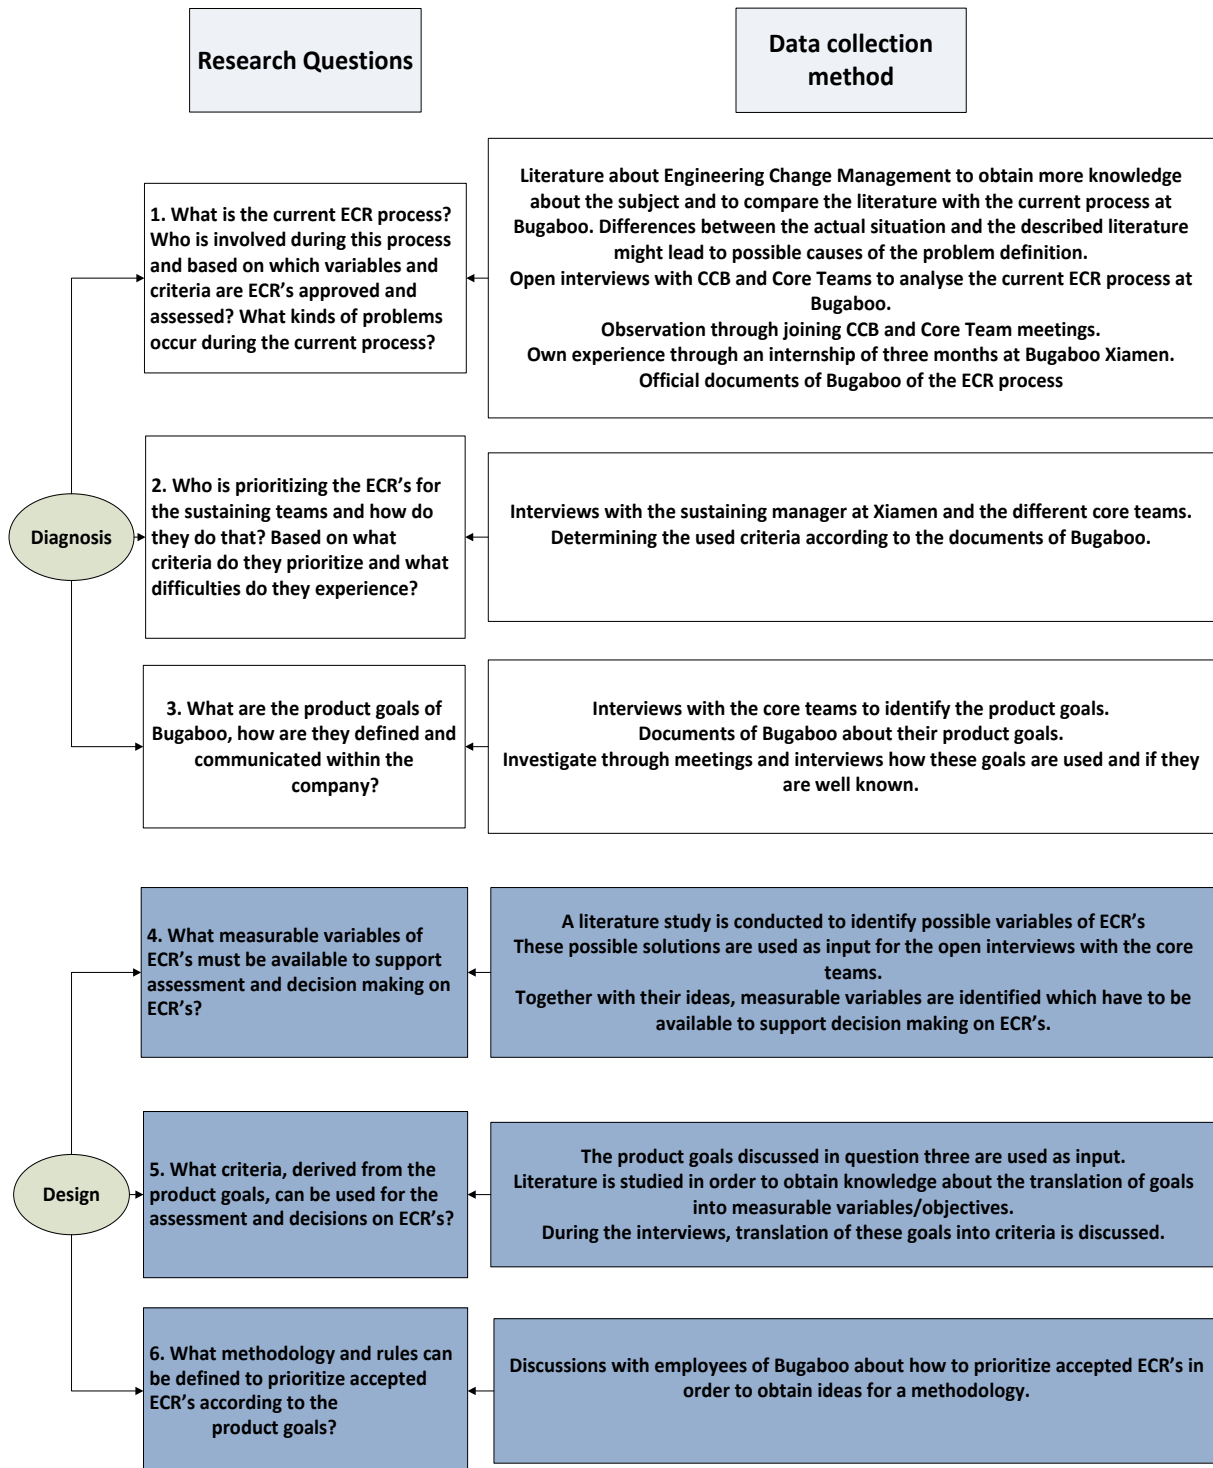 Research Questions
Data collection
method
1. What is the current ECR process?
Who is involved during this process
and based on which variables and
criteria are ECR's approved and
assessed? What kinds of problems
occur during the current process?
Literature about Engineering Change Management to obtain more knowledge
about the subject and to compare the literature with the current process at
Bugaboo. Differences between the actual situation and the described literature
might lead to possible causes of the problem definition.
Open interviews with CCB and Core Teams to analyse the current ECR process at
Bugaboo.
Observation through joining CCB and Core Team meetings.
Own experience through an internship of three months at Bugaboo Xiamen.
Official documents of Bugaboo of the ECR process
Diagnosis
2. Who is prioritizing the ECR's for
the sustaining teams and how do
they do that? Based on what
criteria do they prioritize and what
difficulties do they experience?
Interviews with the sustaining manager at Xiamen and the different core teams.
Determining the used criteria according to the documents of Bugaboo.
3. What are the product goals of
Bugaboo, how are they defined and
communicated within the
company?
Interviews with the core teams to identify the product goals.
Documents of Bugaboo about their product goals.
Investigate through meetings and interviews how these goals are used and if they
are well known.
4. What measurable variables of
ECR's must be available to support
assessment and decision making on
ECR's?
A literature study is conducted to identify possible variables of ECR's
These possible solutions are used as input for the open interviews with the core
teams.
Together with their ideas, measurable variables are identified which have to be
available to support decision making on ECR's.
Design
5. What criteria, derived from the
product goals, can be used for the
assessment and decisions on ECR's?
The product goals discussed in question three are used as input.
Literature is studied in order to obtain knowledge about the translation of goals
into measurable variables/objectives.
During the interviews, translation of these goals into criteria is discussed.
6. What methodology and rules can
be defined to prioritize accepted
ECR's according to the
product goals?
Discussions with employees of Bugaboo about how to prioritize accepted ECR's in
order to obtain ideas for a methodology.